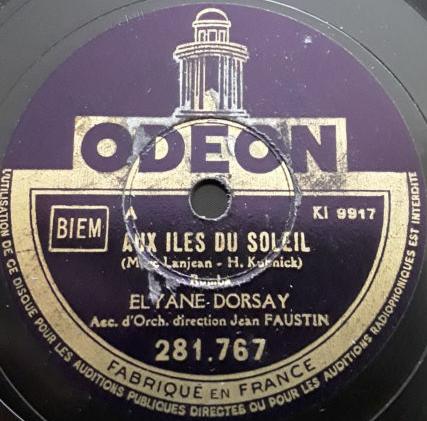 ODEON
BIEM
A
KI 9917
AUX ILES DU SOLEIL
(Marc Lanjean - H. Kubnick)
Rumba
ELYANE-DORSAY
Acc. d'Orch. direction Jean FAUSTIN
281.767
FABRIQUÉ EN FRANCE
L'UTILISATION DE CE DISQUE POUR LES AUDITIONS PUBLIQUES DIRECTES OU POUR LES AUDITIONS RADIOPHONIQUES EST INTERDITE